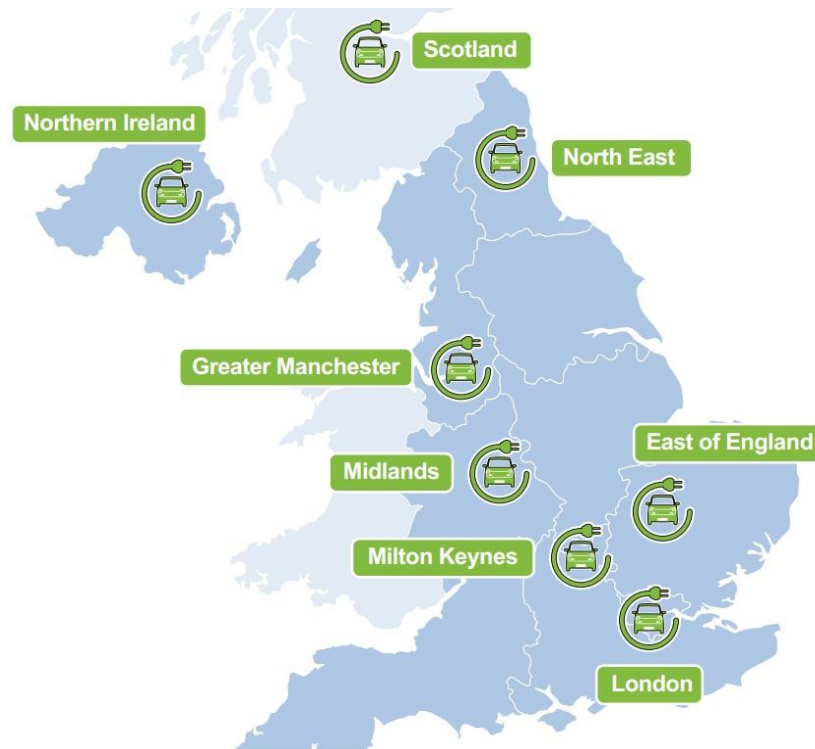 Scotland
Northern Ireland
North East
Greater Manchester
East of England
Midlands
Milton Keynes
London